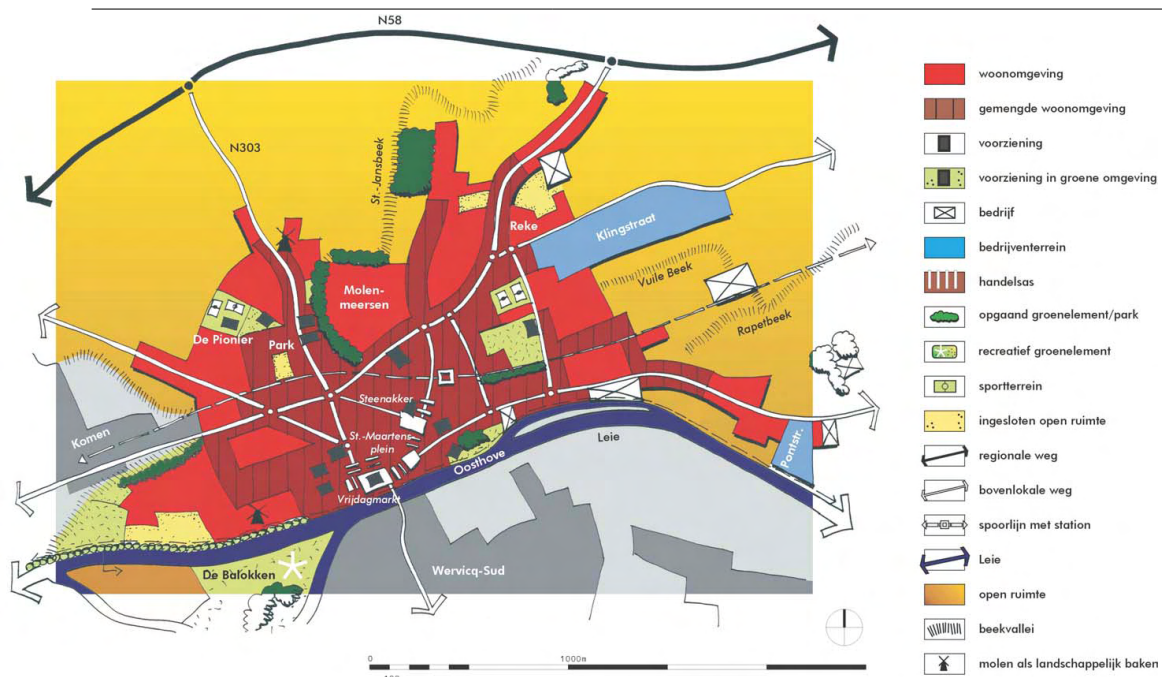 N58
N303
St.-Jansbeek
Reke
Klingstraat
Vuile Beek
Rapetbeek
Molen-
meersen
De Pionier
Park
Steenakker
Komen
St.-Maartens-
plein
Oosthove
Leie
Pontstr.
Vrijdagmarkt
De Balokken
Wervicq-Sud
0
1000m
woonomgeving
gemengde woonomgeving
voorziening
voorziening in groene omgeving
bedrijf
bedrijventerrein
handelsas
opgaand groenelement/park
recreatief groenelement
sportterrein
ingesloten open ruimte
regionale weg
bovenlokale weg
spoorlijn met station
Leie
open ruimte
beekvallei
molen als landschappelijk baken